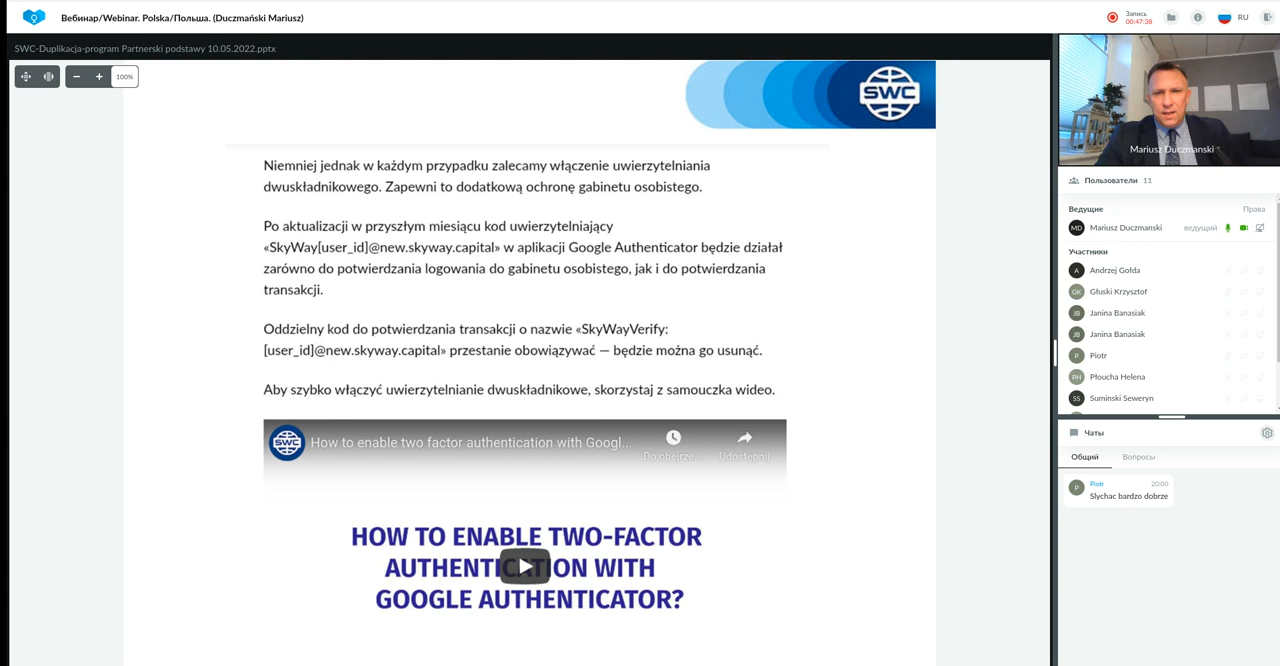 Вебинар/Webinar. Polska/Польша. (Duczmański Mariusz)
Запись
00:47:38
RU
SWC-Duplikacja-program Partnerski podstawy 10.05.2022.pptx
100%
SWC
Niemniej jednak w każdym przypadku zalecamy włączenie uwierzytelniania
dwuskładnikowego. Zapewni to dodatkową ochronę gabinetu osobistego.
Po aktualizacji w przyszłym miesiącu kod uwierzytelniający
«SkyWay[user_id]@new.skyway.capital» w aplikacji Google Authenticator będzie działał
zarówno do potwierdzania logowania do gabinetu osobistego, jak i do potwierdzania
transakcji.
Oddzielny kod do potwierdzania transakcji o nazwie «SkyWayVerify:
[user_id]@new.skyway.capital» przestanie obowiązywać — będzie można go usunąć.
Aby szybko włączyć uwierzytelnianie dwuskładnikowe, skorzystaj z samouczka wideo.
SWC
How to enable two factor authentication with Googl...
Do obejrze...
Udostępnij
HOW TO ENABLE TWO-FACTOR
AUTHENTICATION WITH
GOOGLE AUTHENTICATOR?
Mariusz Duczmanski
Пользователи 11
Ведущие Права
MD Mariusz Duczmanski ведущий
Участники
A Andrzej Gołda
GK Głuski Krzysztof
JB Janina Banasiak
JB Janina Banasiak
P Piotr
PH Płoucha Helena
SS Suminski Seweryn
Чаты
Общий Вопросы
P Piotr 20:00
Slychac bardzo dobrze